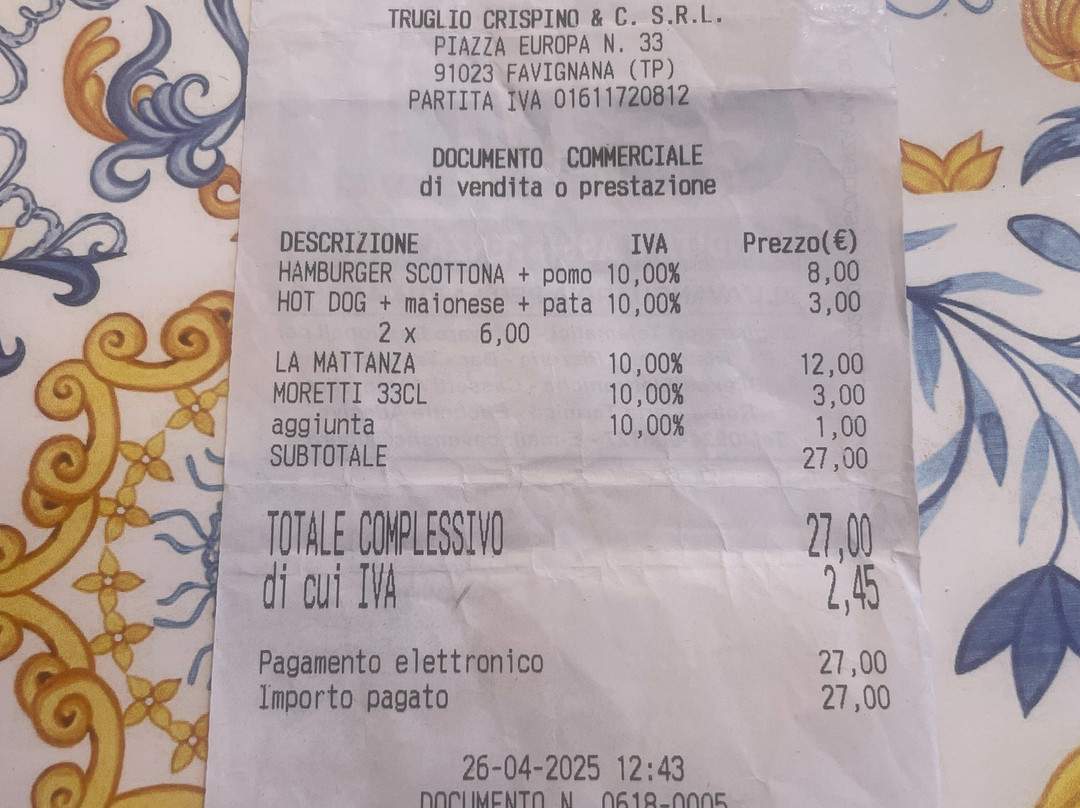 TRUGLIO CRISPINO & C. S.R.L.
PIAZZA EUROPA N. 33
91023 FAVIGNANA (TP)
PARTITA IVA 01611720812
DOCUMENTO COMMERCIALE
di vendita o prestazione
DESCRIZIONE IVA Prezzo(€)
HAMBURGER SCOTTONA + pomo 10,00% 8,00
HOT DOG + maionese + pata 10,00% 3,00
2 x 6,00
LA MATTANZA 10,00% 12,00
MORETTI 33CL 10,00% 3,00
aggiunta 10,00% 1,00
SUBTOTALE 27,00
TOTALE COMPLESSIVO 27,00
di cui IVA 2,45
Pagamento elettronico 27,00
Importo pagato 27,00
26-04-2025 12:43
DOCUMENTO N. 0618-0005